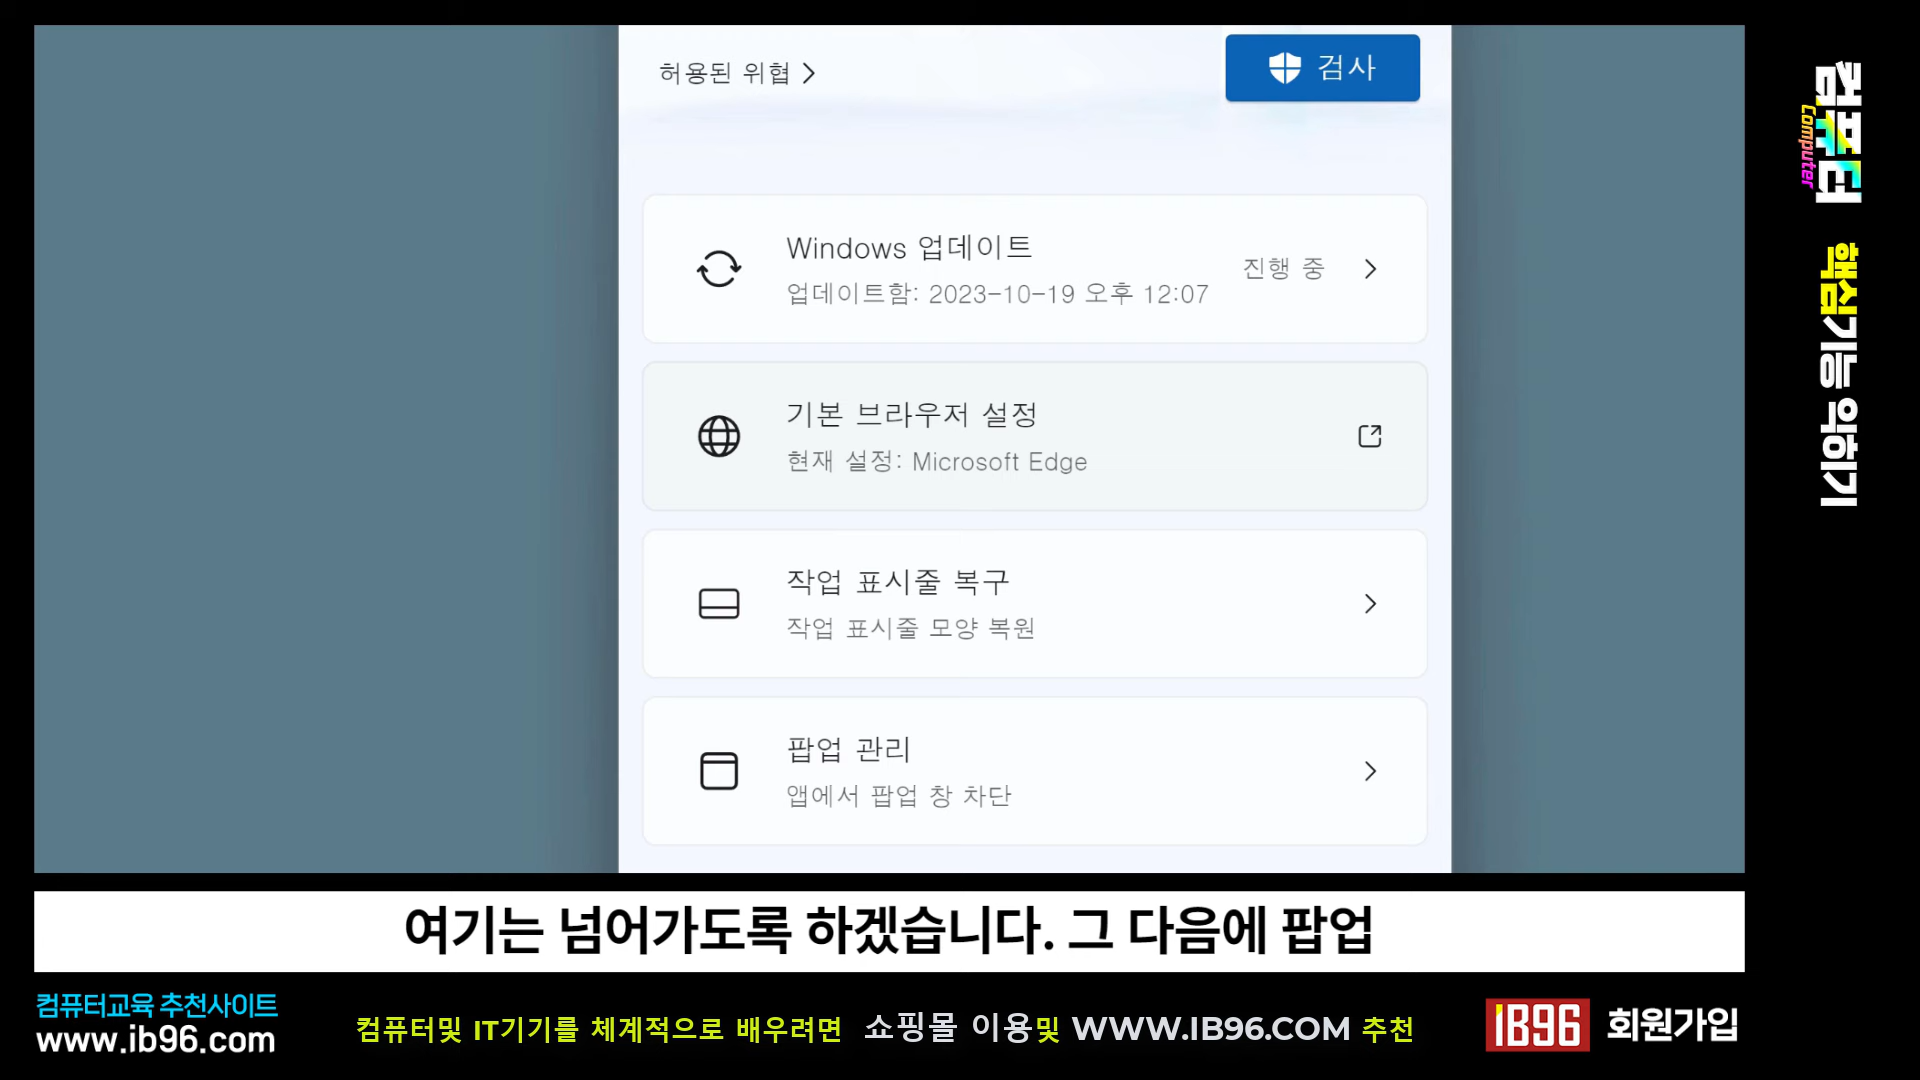 허용된 위협
검사
Windows 업데이트
업데이트함: 2023-10-19 오후 12:07
진행 중
기본 브라우저 설정
현재 설정: Microsoft Edge
작업 표시줄 복구
작업 표시줄 모양 복원
팝업 관리
앱에서 팝업 창 차단
컴퓨터
Computer
핵심기능 익히기
여기는 넘어가도록 하겠습니다. 그 다음에 팝업
컴퓨터교육 추천사이트
www.ib96.com
컴퓨터및 IT기기를 체계적으로 배우려면 쇼핑몰 이용및 WWW.IB96.COM 추천
IB96 회원가입